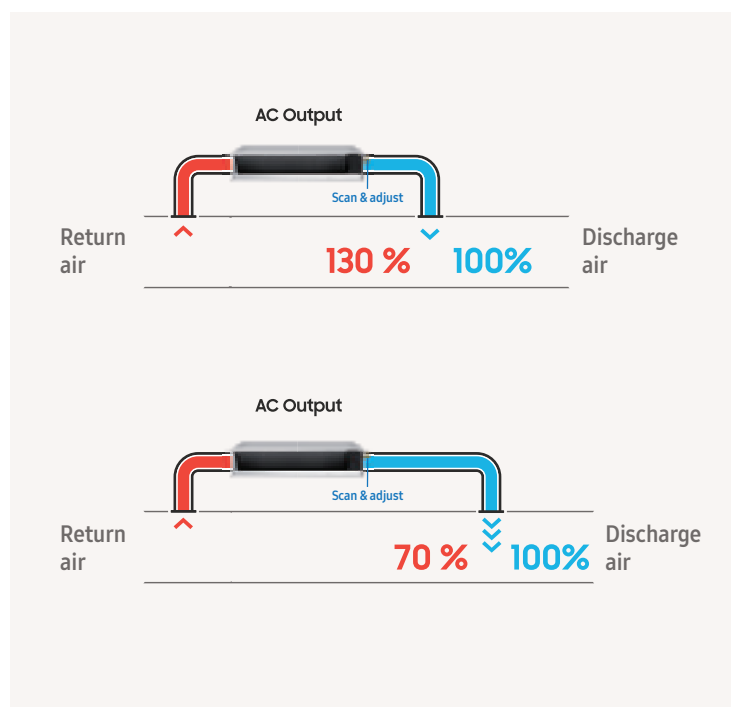 AC Output
Scan & adjust
Return
air
130 %
100%
Discharge
air
AC Output
Scan & adjust
Return
air
70 %
100%
Discharge
air